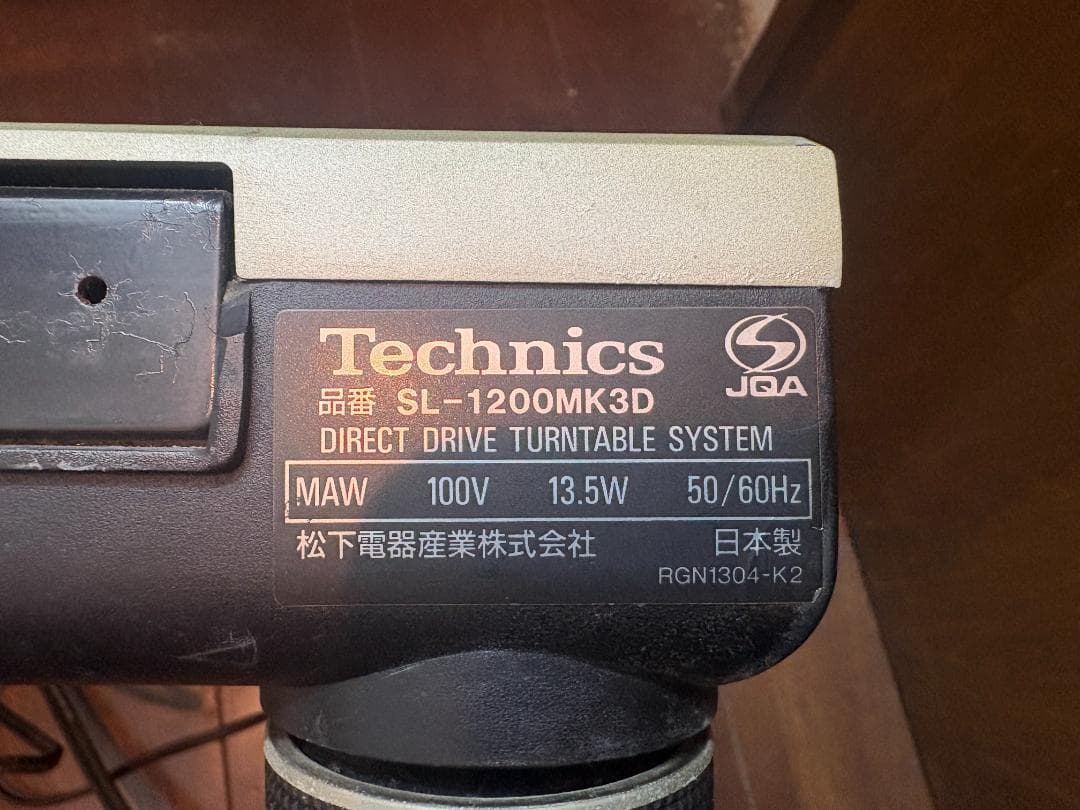 Technics
JQA
品番 SL-1200MK3D
DIRECT DRIVE TURNTABLE SYSTEM
MAW 100V 13.5W 50/60Hz
松下電器産業株式会社 日本製
RGN1304-K2